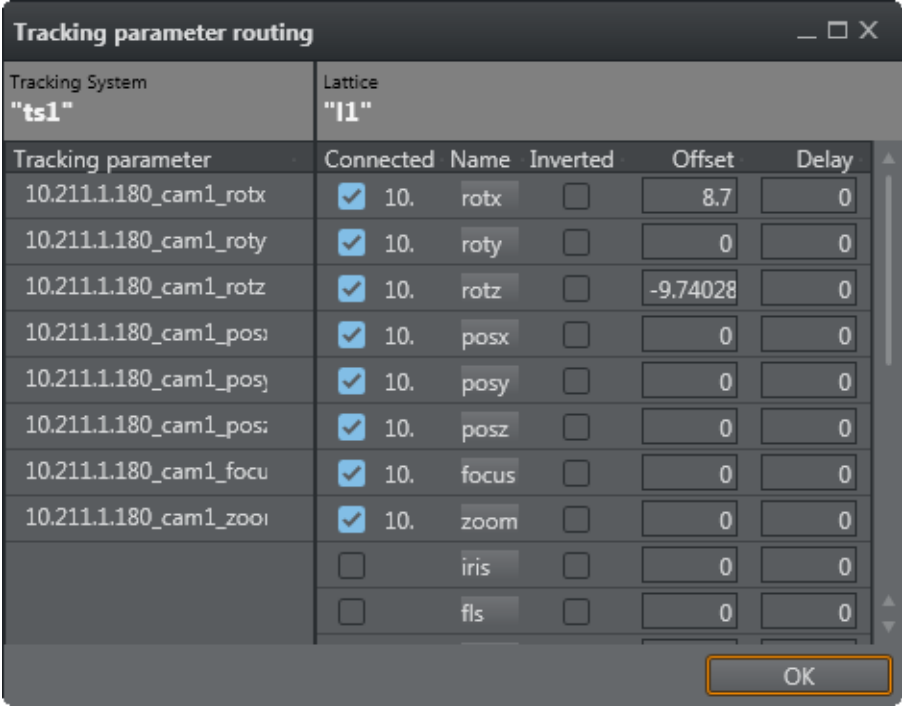 Tracking parameter routing
Tracking System Lattice
"ts1" "l1"
Tracking parameter Connected Name Inverted Offset Delay
10.211.1.180_cam1_rotx 10. rotx 8.7 0
10.211.1.180_cam1_roty 10. roty 0 0
10.211.1.180_cam1_rotz 10. rotz -9.74028 0
10.211.1.180_cam1_pos 10. posx 0 0
10.211.1.180_cam1_posy 10. posy 0 0
10.211.1.180_cam1_pos 10. posz 0 0
10.211.1.180_cam1_focu 10. focus 0 0
10.211.1.180_cam1_zoo 10. zoom 0 0
iris 0 0
fls 0 0
OK